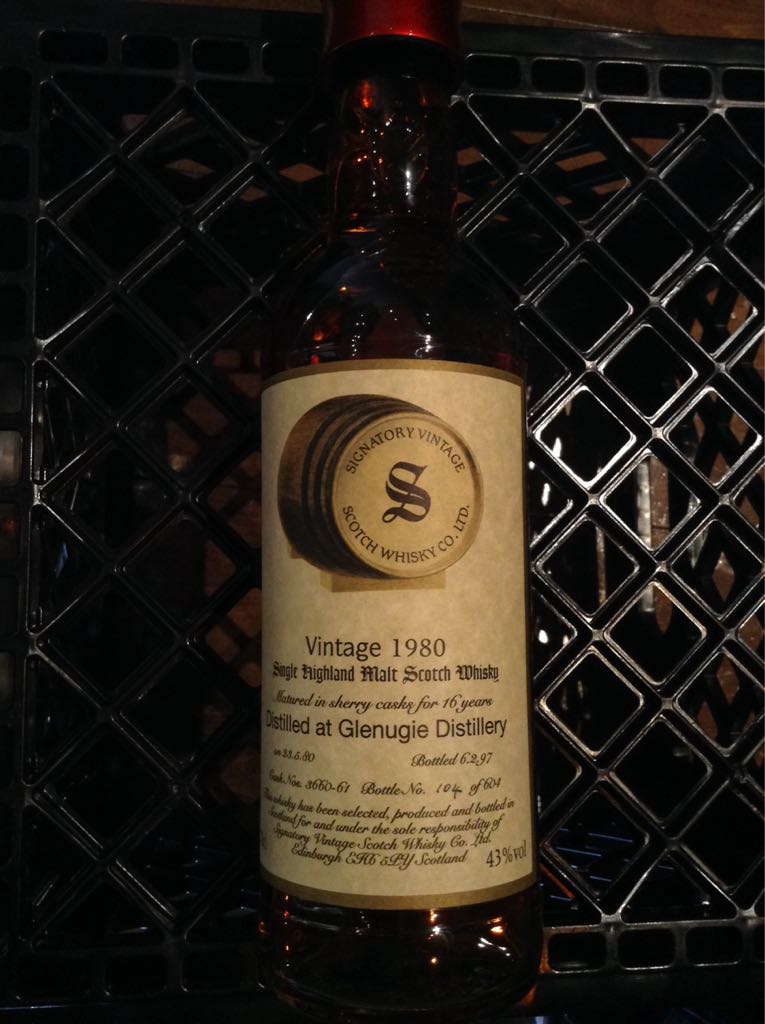 SIGNATORY VINTAGE
S
SCOTCH WHISKY CO. LTD.
Vintage 1980
Single Highland Malt Scotch Whisky
Matured in sherry casks for 16 years
Distilled at Glenugie Distillery
on 23.5.80 Bottled 6.2.97
Cask Nos. 3660-61 Bottle No. 104 of 604
This whisky has been selected, produced and bottled in
Scotland for and under the sole responsibility of
Signatory Vintage Scotch Whisky Co. Ltd.
Edinburgh EH6 5PY Scotland 43%vol